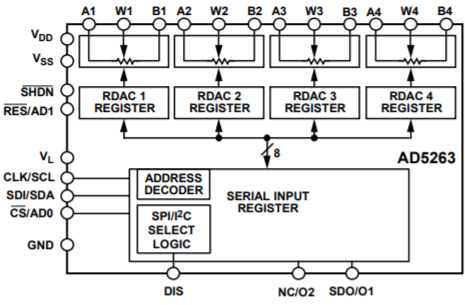 A1 W1 B1 A2 W2 B2 A3 W3 B3 A4 W4 B4
VDD
VSS
SHDN
RDAC 1 REGISTER
RDAC 2 REGISTER
RDAC 3 REGISTER
RDAC 4 REGISTER
RES/AD1
8
VL
AD5263
CLK/SCL
ADDRESS
DECODER
SDI/SDA
SERIAL INPUT
REGISTER
CS/AD0
SPI/I2C
SELECT
LOGIC
GND
DIS
NC/O2
SDO/O1